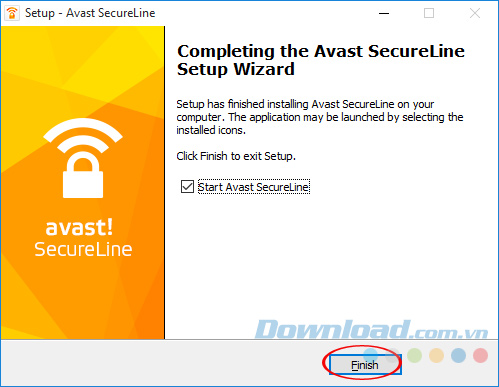 Setup - Avast SecureLine
Completing the Avast SecureLine
Setup Wizard
Setup has finished installing Avast SecureLine on your
computer. The application may be launched by selecting the
installed icons.
Click Finish to exit Setup.
Start Avast SecureLine
avast!
SecureLine
Download.com.vn
Finish